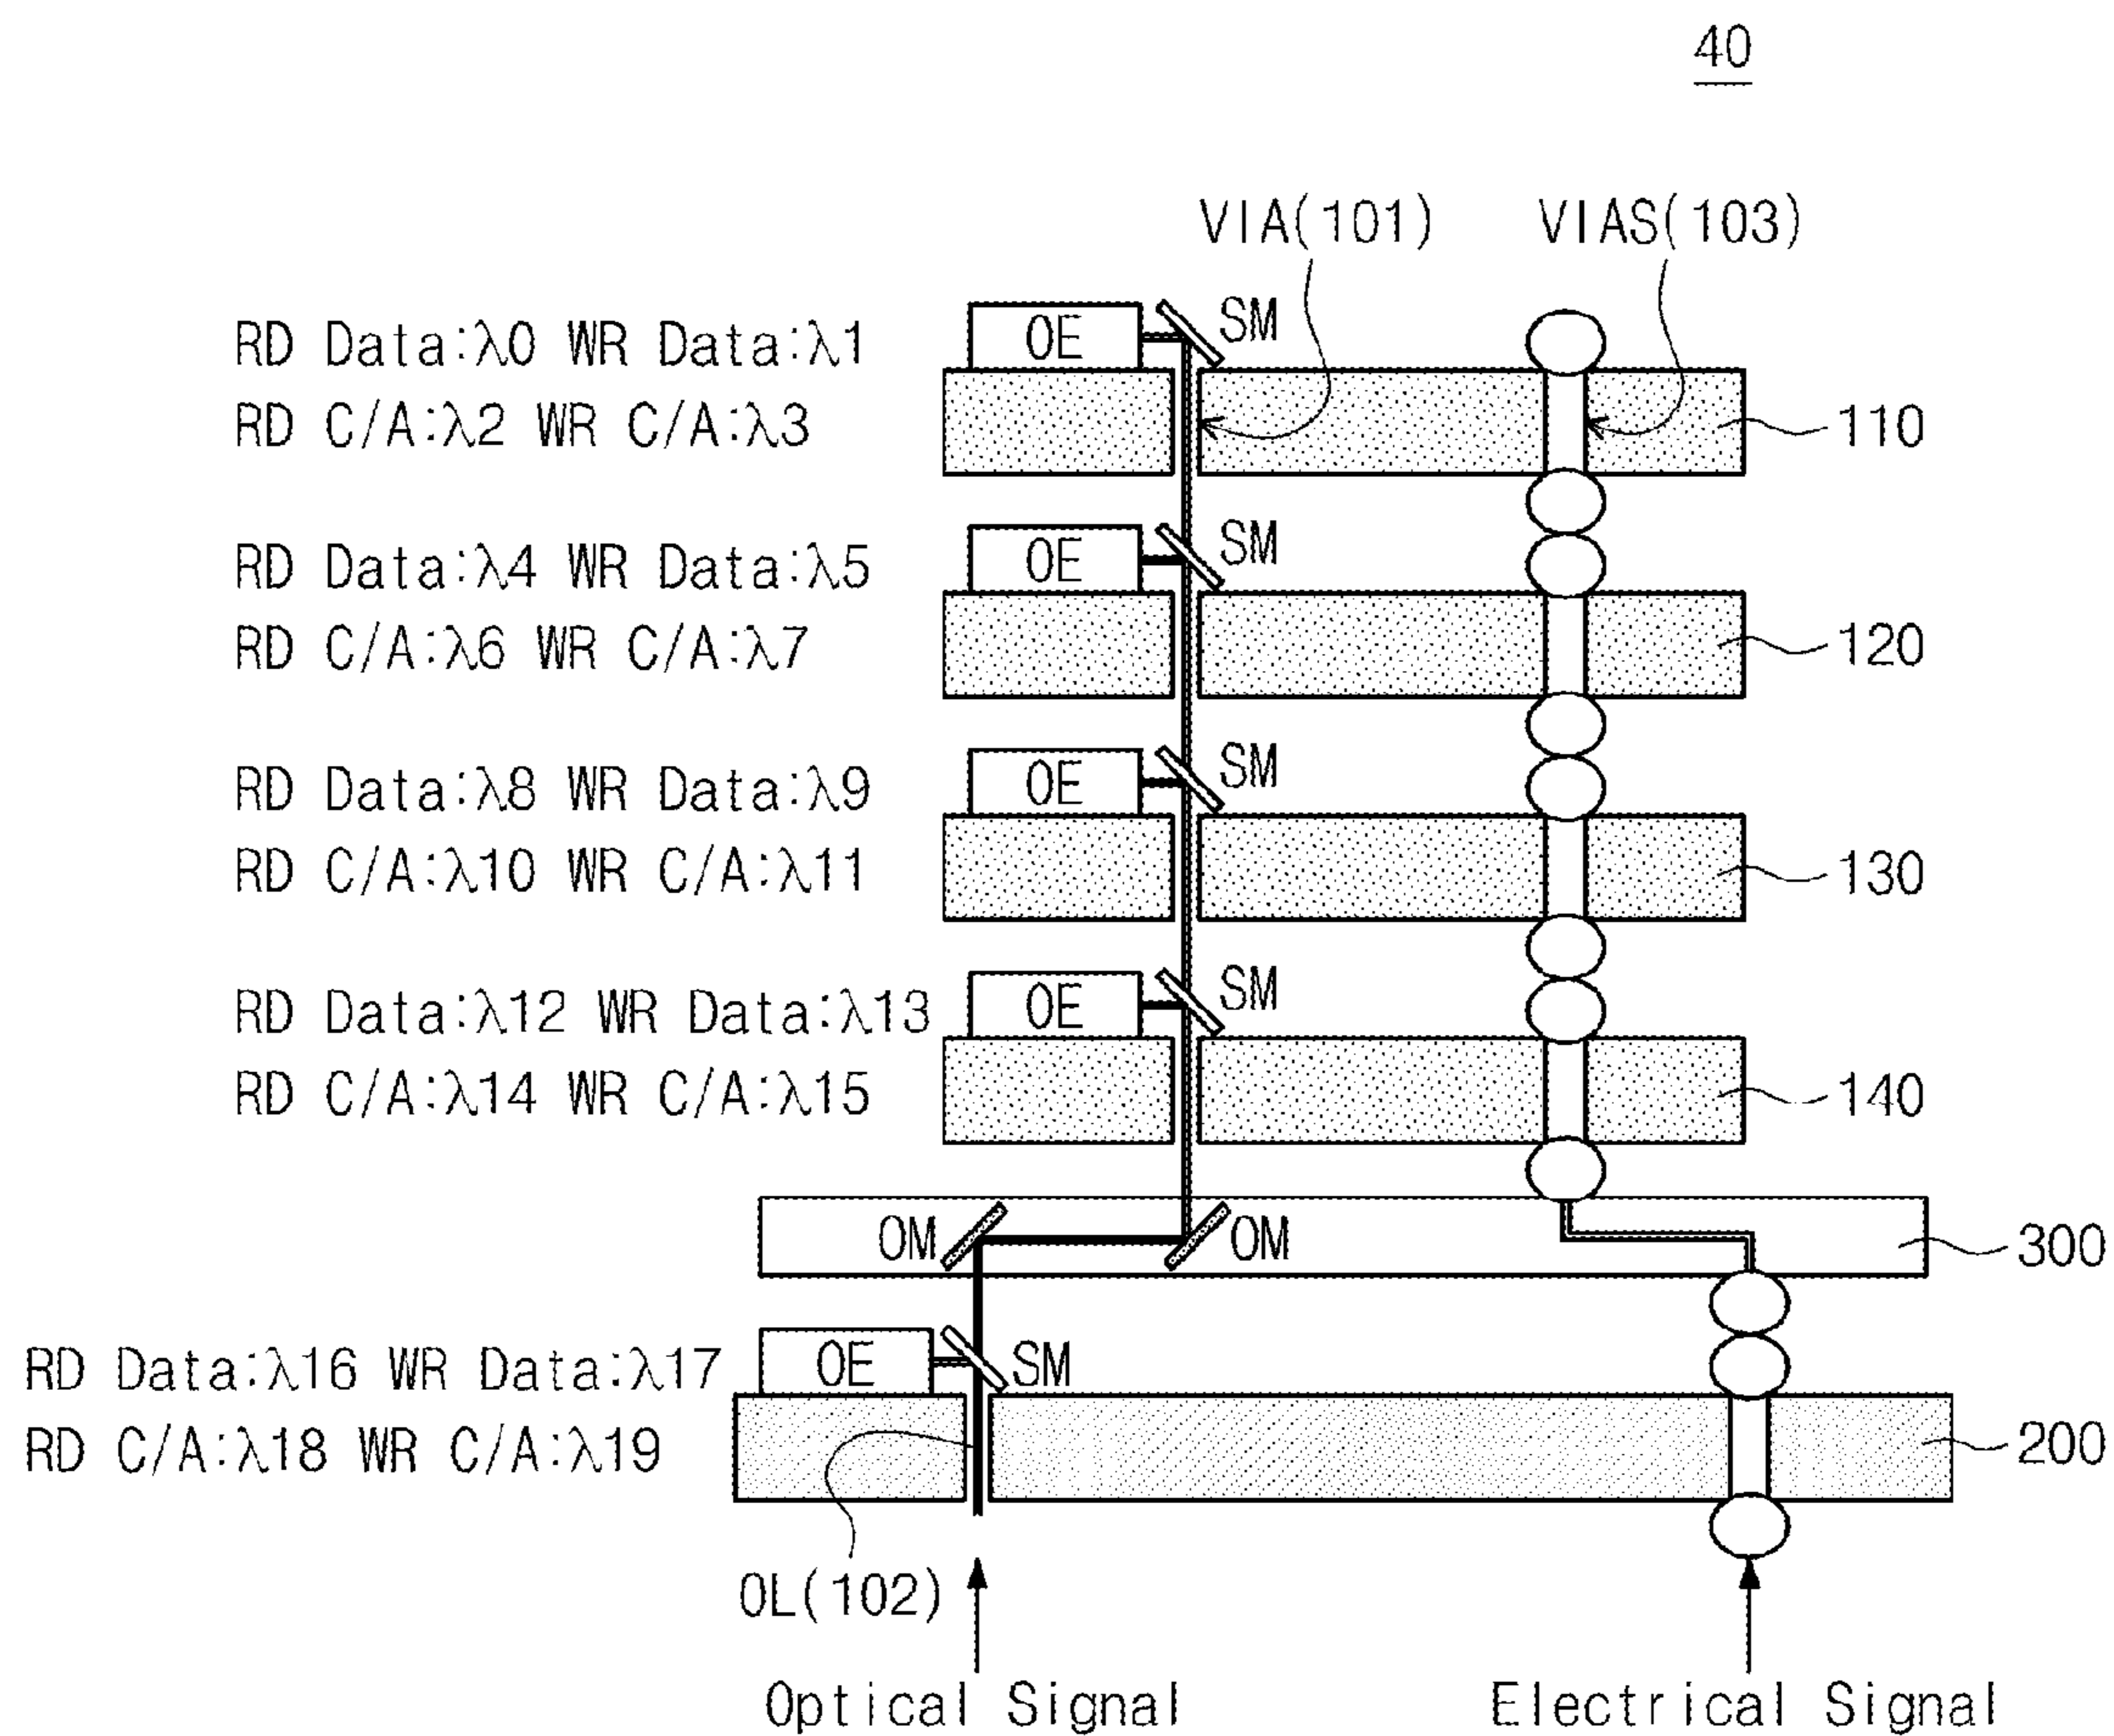 40
VIA(101) VIAS(103)
RD Data:λ0 WR Data:λ1 OE SM
RD C/A:λ2 WR C/A:λ3 110
RD Data:λ4 WR Data:λ5 OE SM
RD C/A:λ6 WR C/A:λ7 120
RD Data:λ8 WR Data:λ9 OE SM
RD C/A:λ10 WR C/A:λ11 130
RD Data:λ12 WR Data:λ13 OE SM
RD C/A:λ14 WR C/A:λ15 140
OM OM 300
RD Data:λ16 WR Data:λ17 OE SM
RD C/A:λ18 WR C/A:λ19 200
OL(102)
Optical Signal Electrical Signal